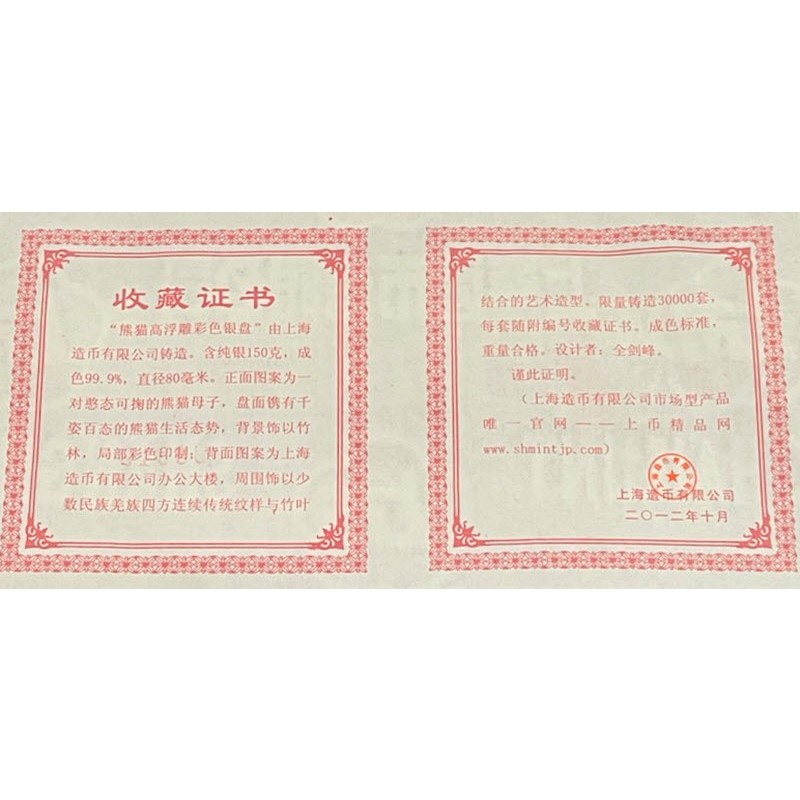 收藏证书
“熊猫高浮雕彩色银盘”由上海
造币有限公司铸造。含纯银150克，成
色99.9%，直径80毫米。正面图案为一
对憨态可掬的熊猫母子，盘面镌有千
姿百态的熊猫生活态势，背景饰以竹
林，局部彩色印制；背面图案为上海
造币有限公司办公大楼，周围饰以少
数民族羌族四方连续传统纹样与竹叶
结合的艺术造型。限量铸造30000套，
每套随附编号收藏证书。成色标准，
重量合格。设计者：全剑峰。
谨此证明。
（上海造币有限公司市场型产品
唯一官网——上币精品网
www.shmintjp.com）
上海造币有限公司
二〇一二年十月